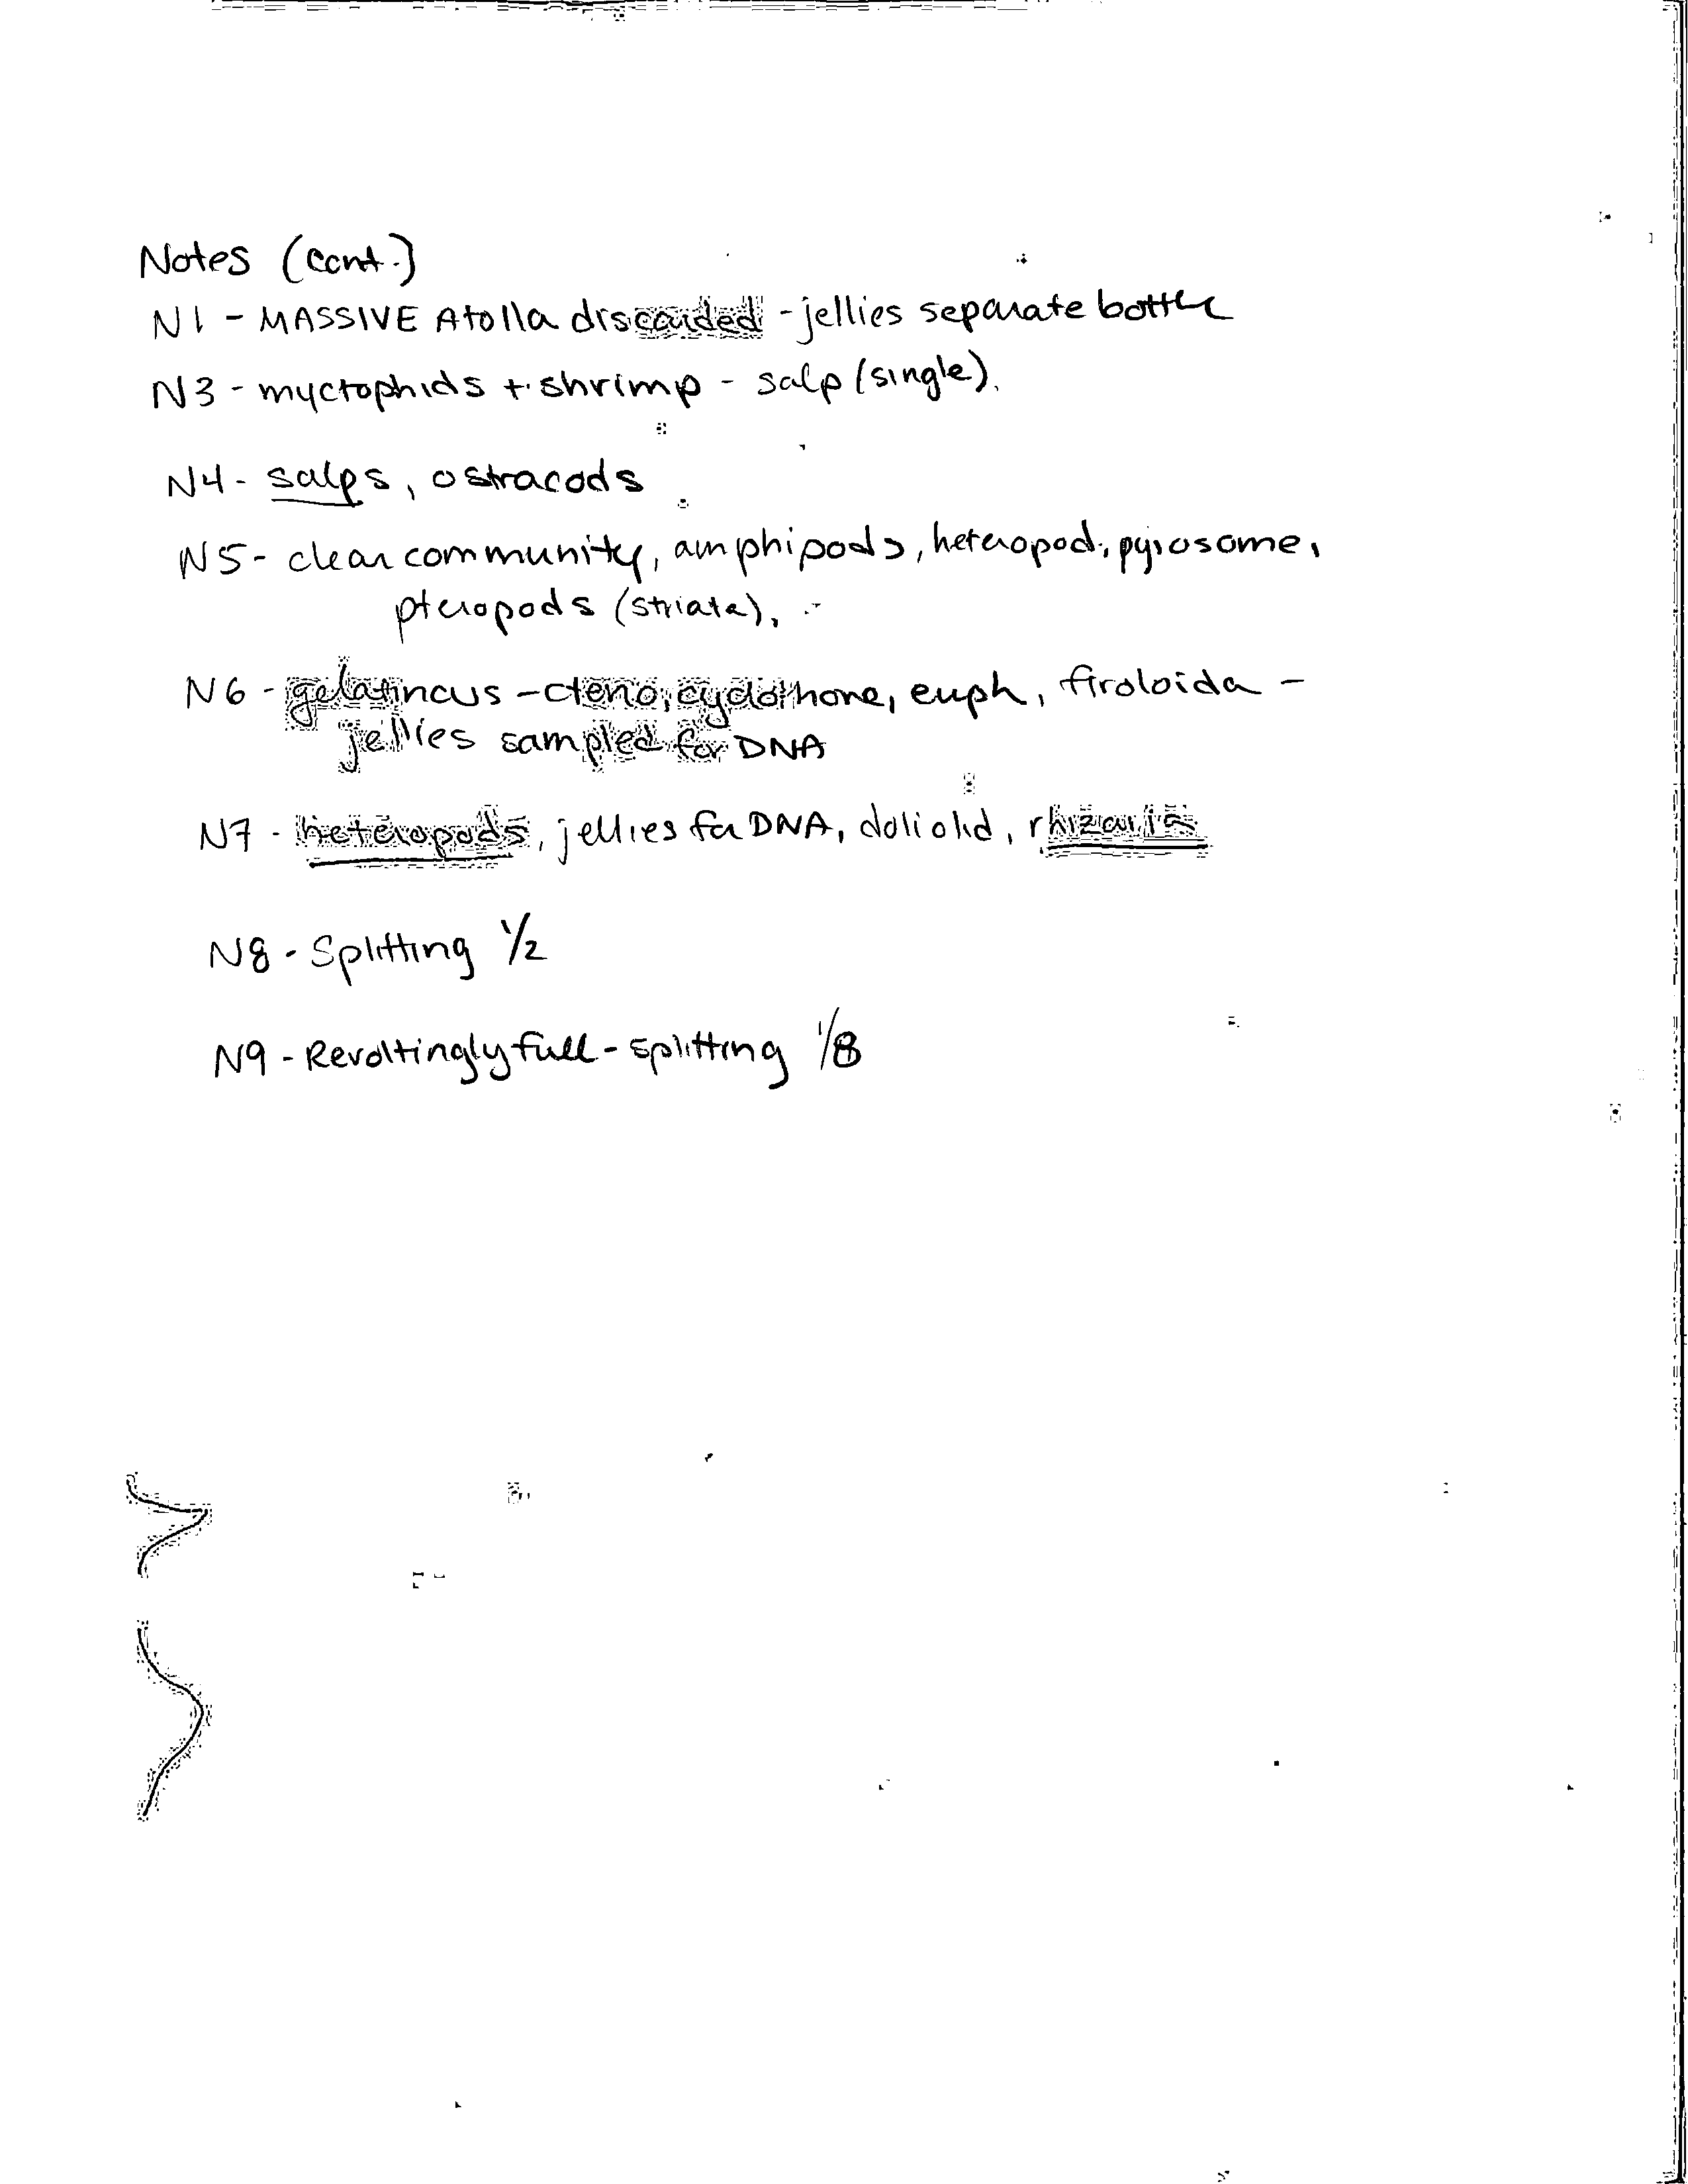 Notes (cont.)
N1 - MASSIVE Atolla discarded - jellies separate bottle
N3 - myctophids + shrimp - salp (single).
N4 - salps, ostracods
N5 - clear community, amphipods, heteropod, pyrosome,
pteropods (striata),
N6 - gelatinous - cteno, cyclothone, euph, firoloida -
jellies sampled for DNA
N7 - heteropods, jellies for DNA, doliolid, rhizaria
N8 - Splitting 1/2
N9 - Revoltingly full - splitting 1/8